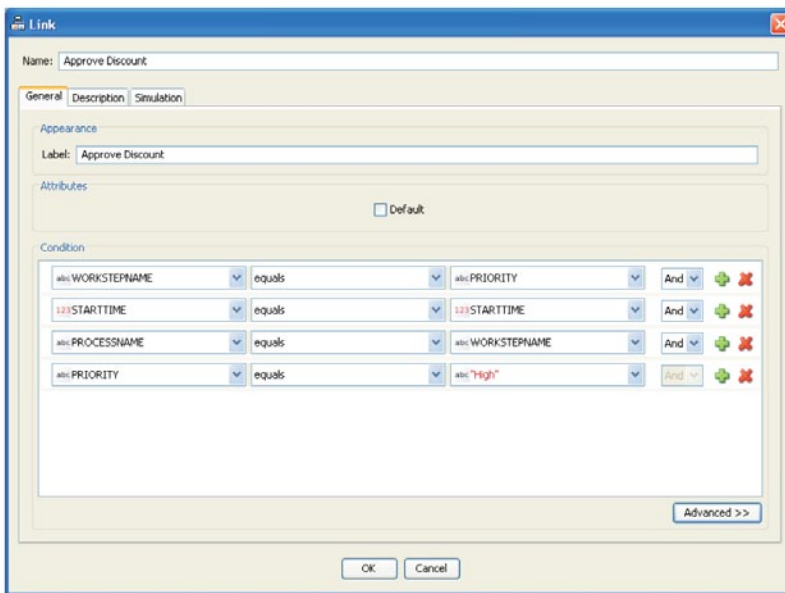 Link
Name: Approve Discount
General Description Simulation
Appearance
Label: Approve Discount
Attributes
Default
Condition
abc WORKSTEPNAME equals abc PRIORITY And
123 STARTTIME equals 123 STARTTIME And
abc PROCESSNAME equals abc WORKSTEPNAME And
abc PRIORITY equals abc "High" And
Advanced >>
OK Cancel